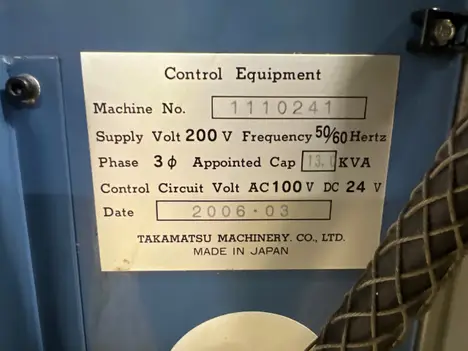 Control Equipment
Machine No. 1110241
Supply Volt 200 V Frequency 50/60 Hertz
Phase 3φ Appointed Cap 13.0 KVA
Control Circuit Volt AC 100 V DC 24 V
Date 2006・03
TAKAMATSU MACHINERY. CO., LTD.
MADE IN JAPAN